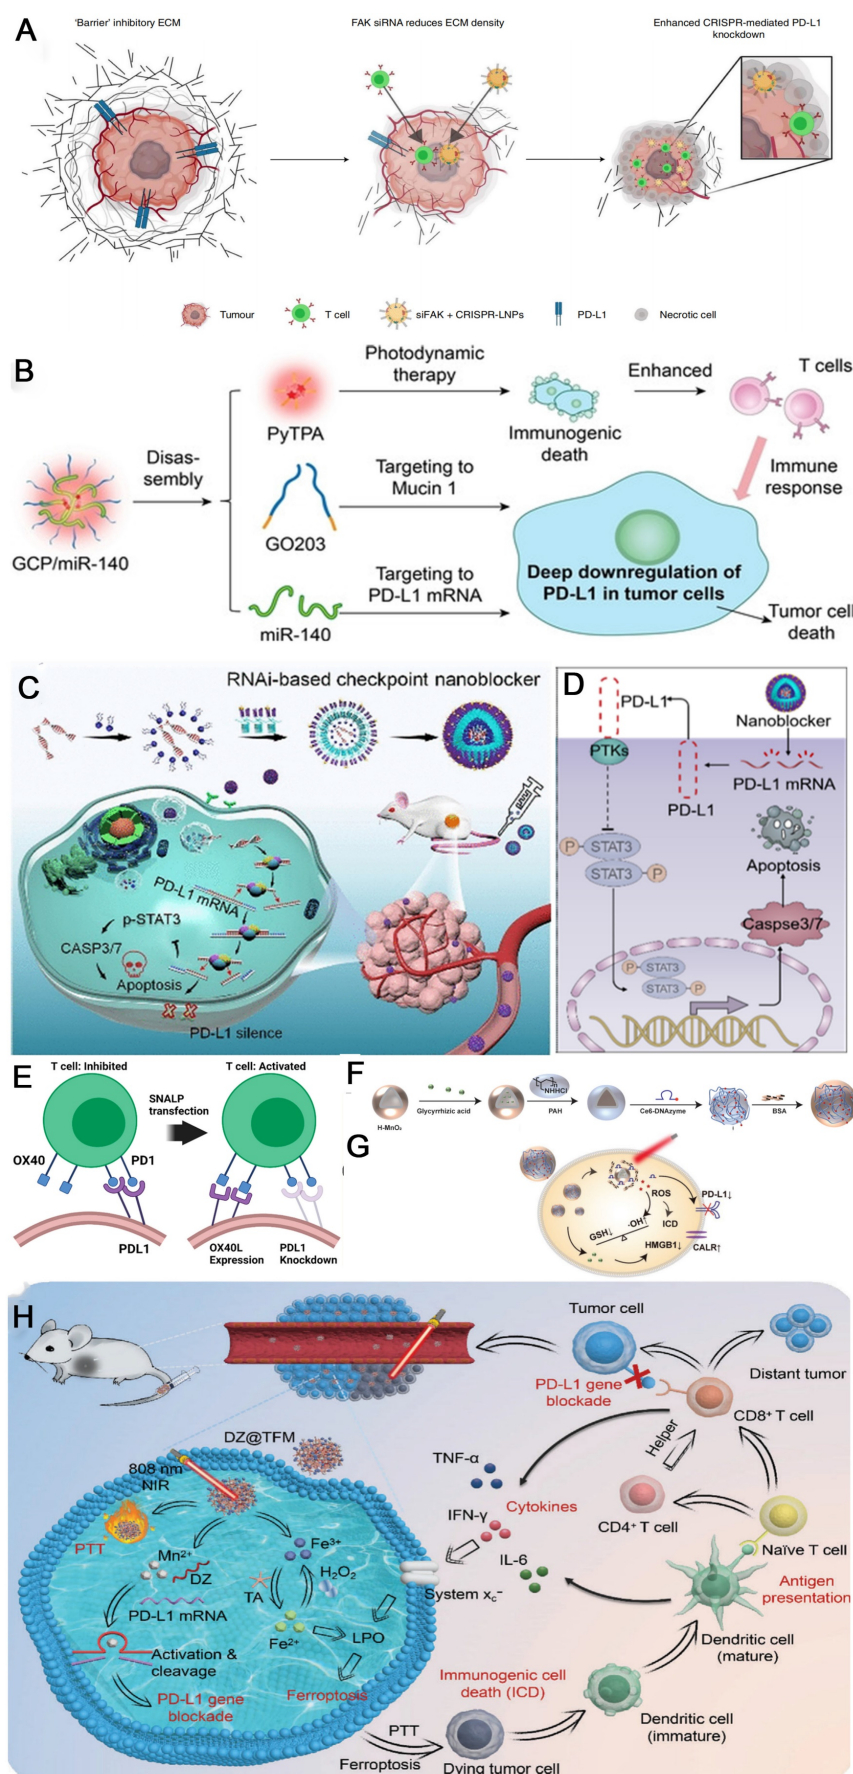 A
'Barrier' inhibitory ECM
FAK siRNA reduces ECM density
Enhanced CRISPR-mediated PD-L1
knockdown
Tumour
T cell
siFAK + CRISPR-LNPs
PD-L1
Necrotic cell
B
Photodynamic
therapy
Enhanced
T cells
PyTPA
Immunogenic
death
Disas-
sembly
Targeting to
Mucin 1
Immune
response
GO203
GCP/miR-140
Targeting to
PD-L1 mRNA
Deep downregulation of
PD-L1 in tumor cells
miR-140
Tumor cell
death
C
RNAi-based checkpoint nanoblocker
PD-L1 mRNA
p-STAT3
CASP3/7
Apoptosis
PD-L1 silence
D
PD-L1
Nanoblocker
PTKs
PD-L1 mRNA
PD-L1
P
STAT3
STAT3
P
Apoptosis
Caspse3/7
P
STAT3
STAT3
P
E
T cell: Inhibited
T cell: Activated
SNALP
transfection
OX40
PD1
PDL1
OX40L
Expression
PDL1
Knockdown
F
H-MnO₂
Glycyrrhizic acid
n
NHHCl
PAH
Ce6-DNAzyme
BSA
G
ROS
PD-L1↓
·OH↑
ICD
GSH↓
HMGB1↓
CALR↑
H
Tumor cell
Distant tumor
PD-L1 gene
blockade
CD8⁺ T cell
DZ@TFM
808 nm
NIR
TNF-α
Helper
IFN-γ
Cytokines
CD4⁺ T cell
Naïve T cell
PTT
Mn²⁺
DZ
Fe³⁺
H₂O₂
IL-6
TA
System xc⁻
Antigen
presentation
PD-L1 mRNA
Fe²⁺
LPO
Dendritic cell
(mature)
Activation &
cleavage
PD-L1 gene
blockade
Ferroptosis
Immunogenic cell
death (ICD)
Dendritic cell
(immature)
PTT
Ferroptosis
Dying tumor cell